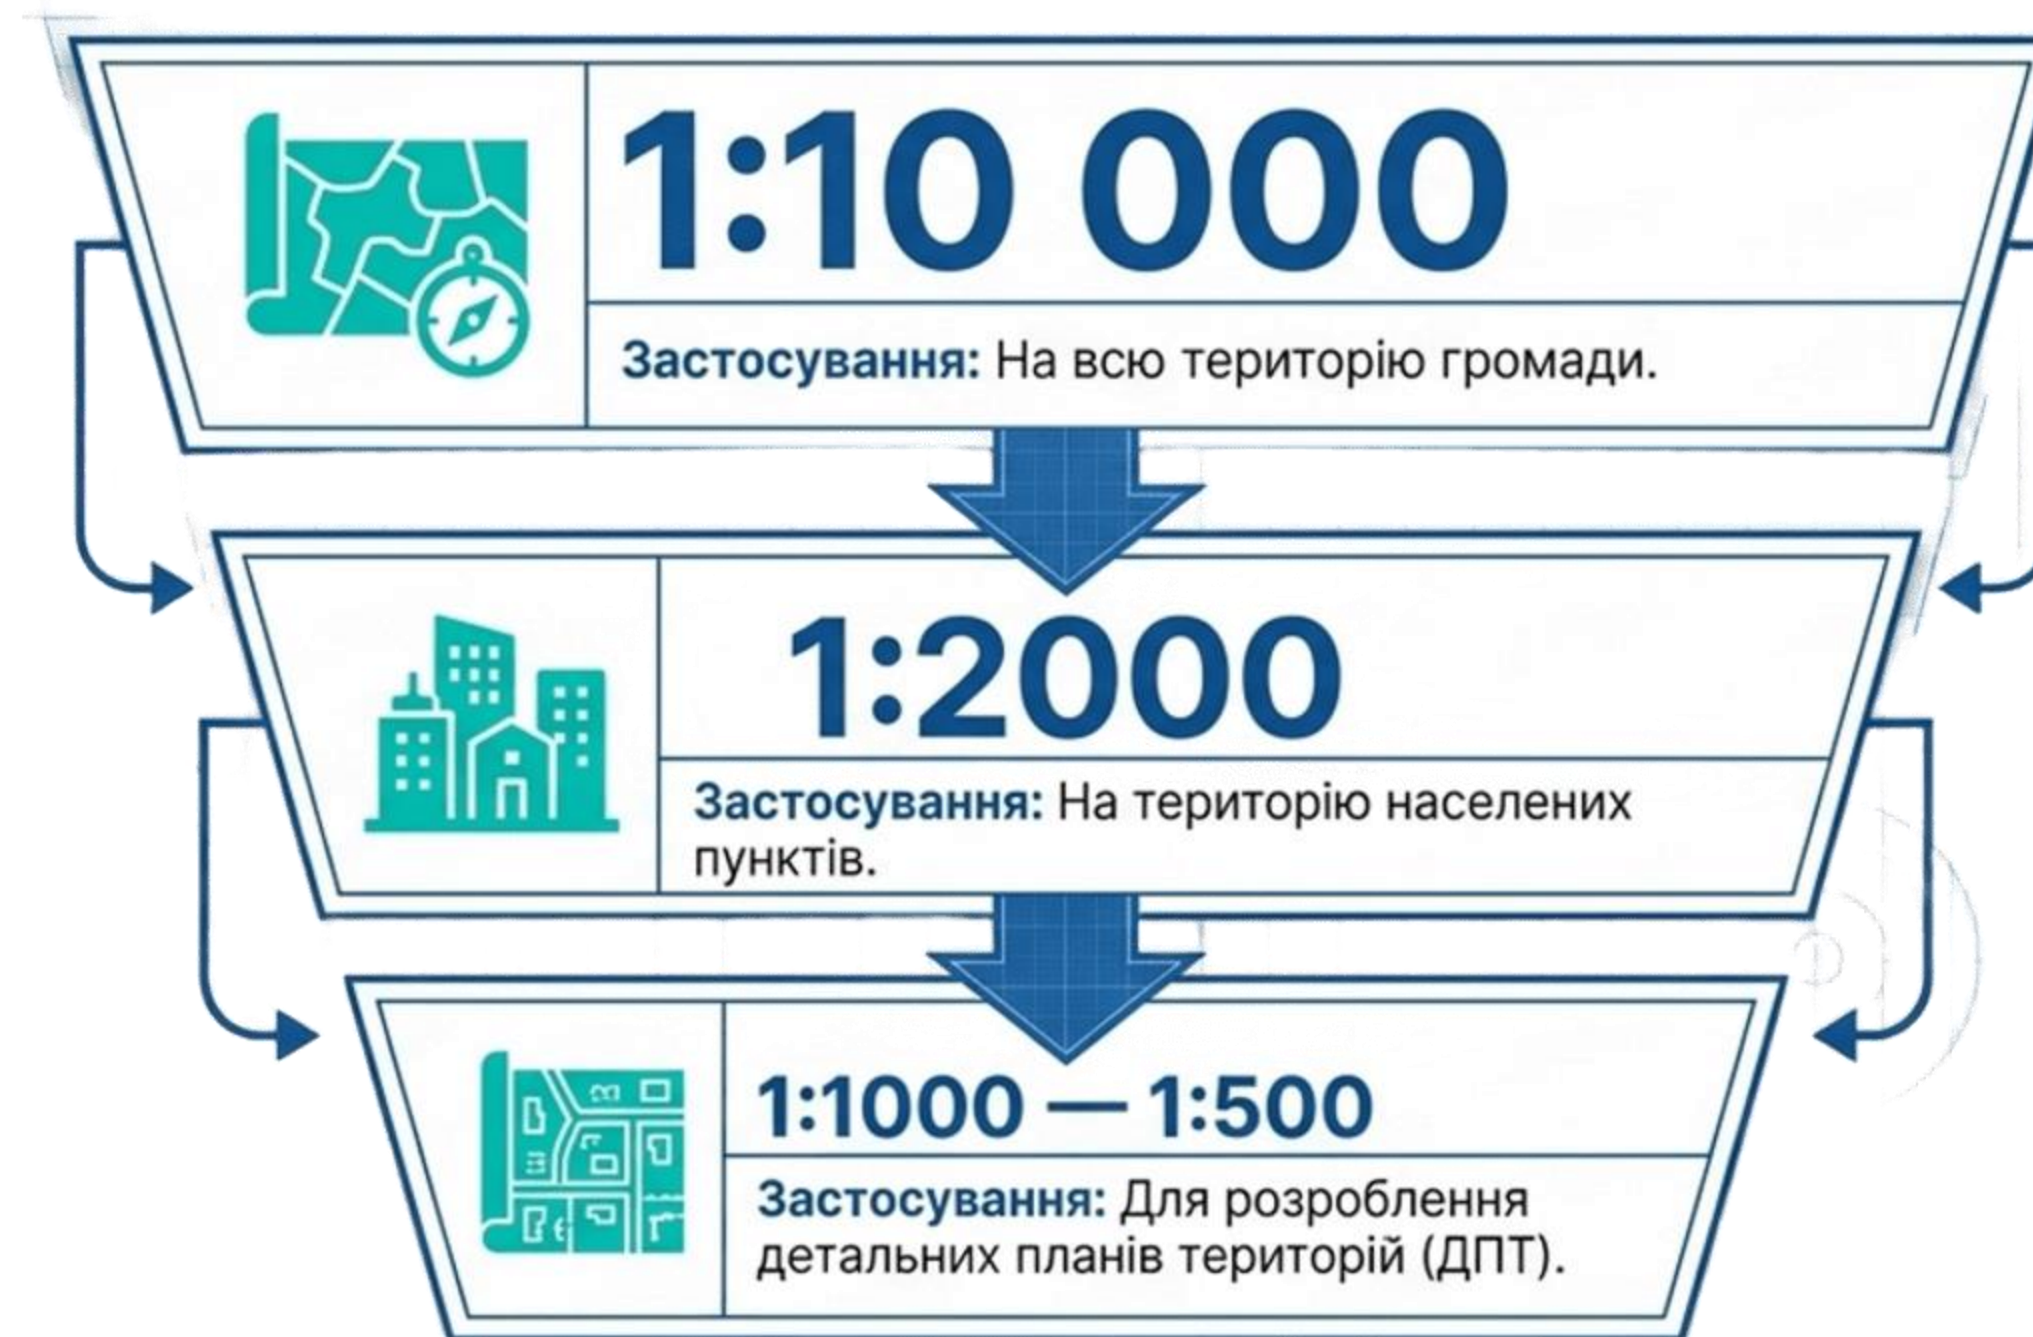 1:10 000
Застосування: На всю територію громади.
1:2000
Застосування: На територію населених
пунктів.
1:1000 — 1:500
Застосування: Для розроблення
детальних планів територій (ДПТ).